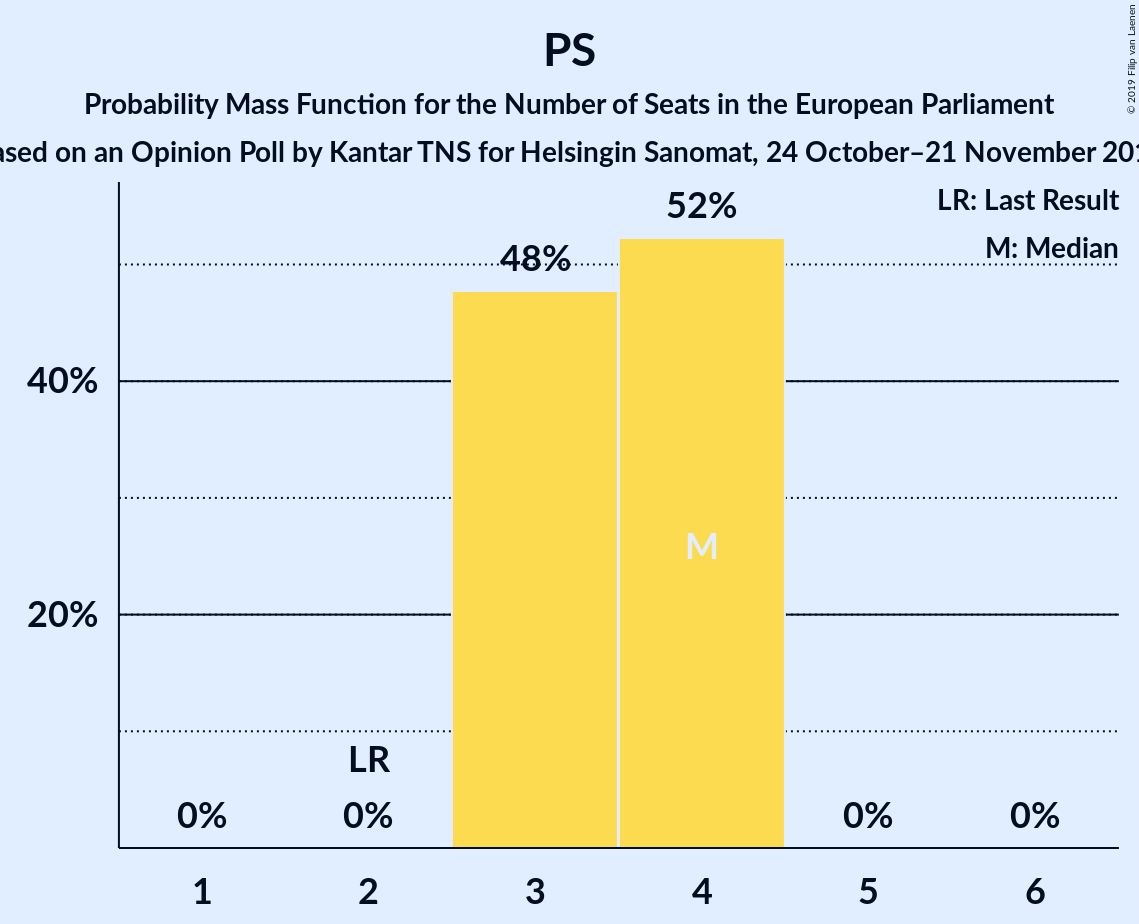 PS
Probability Mass Function for the Number of Seats in the European Parliament
on an Opinion Poll by Kantar TNS for Helsingin Sanomat, 24 October–21 November
© 2019 Filip van Laenen
LR: Last Result
M: Median
52%
48%
40%
M
20%
LR
0%
0%
0%
0%
1
2
3
4
5
6